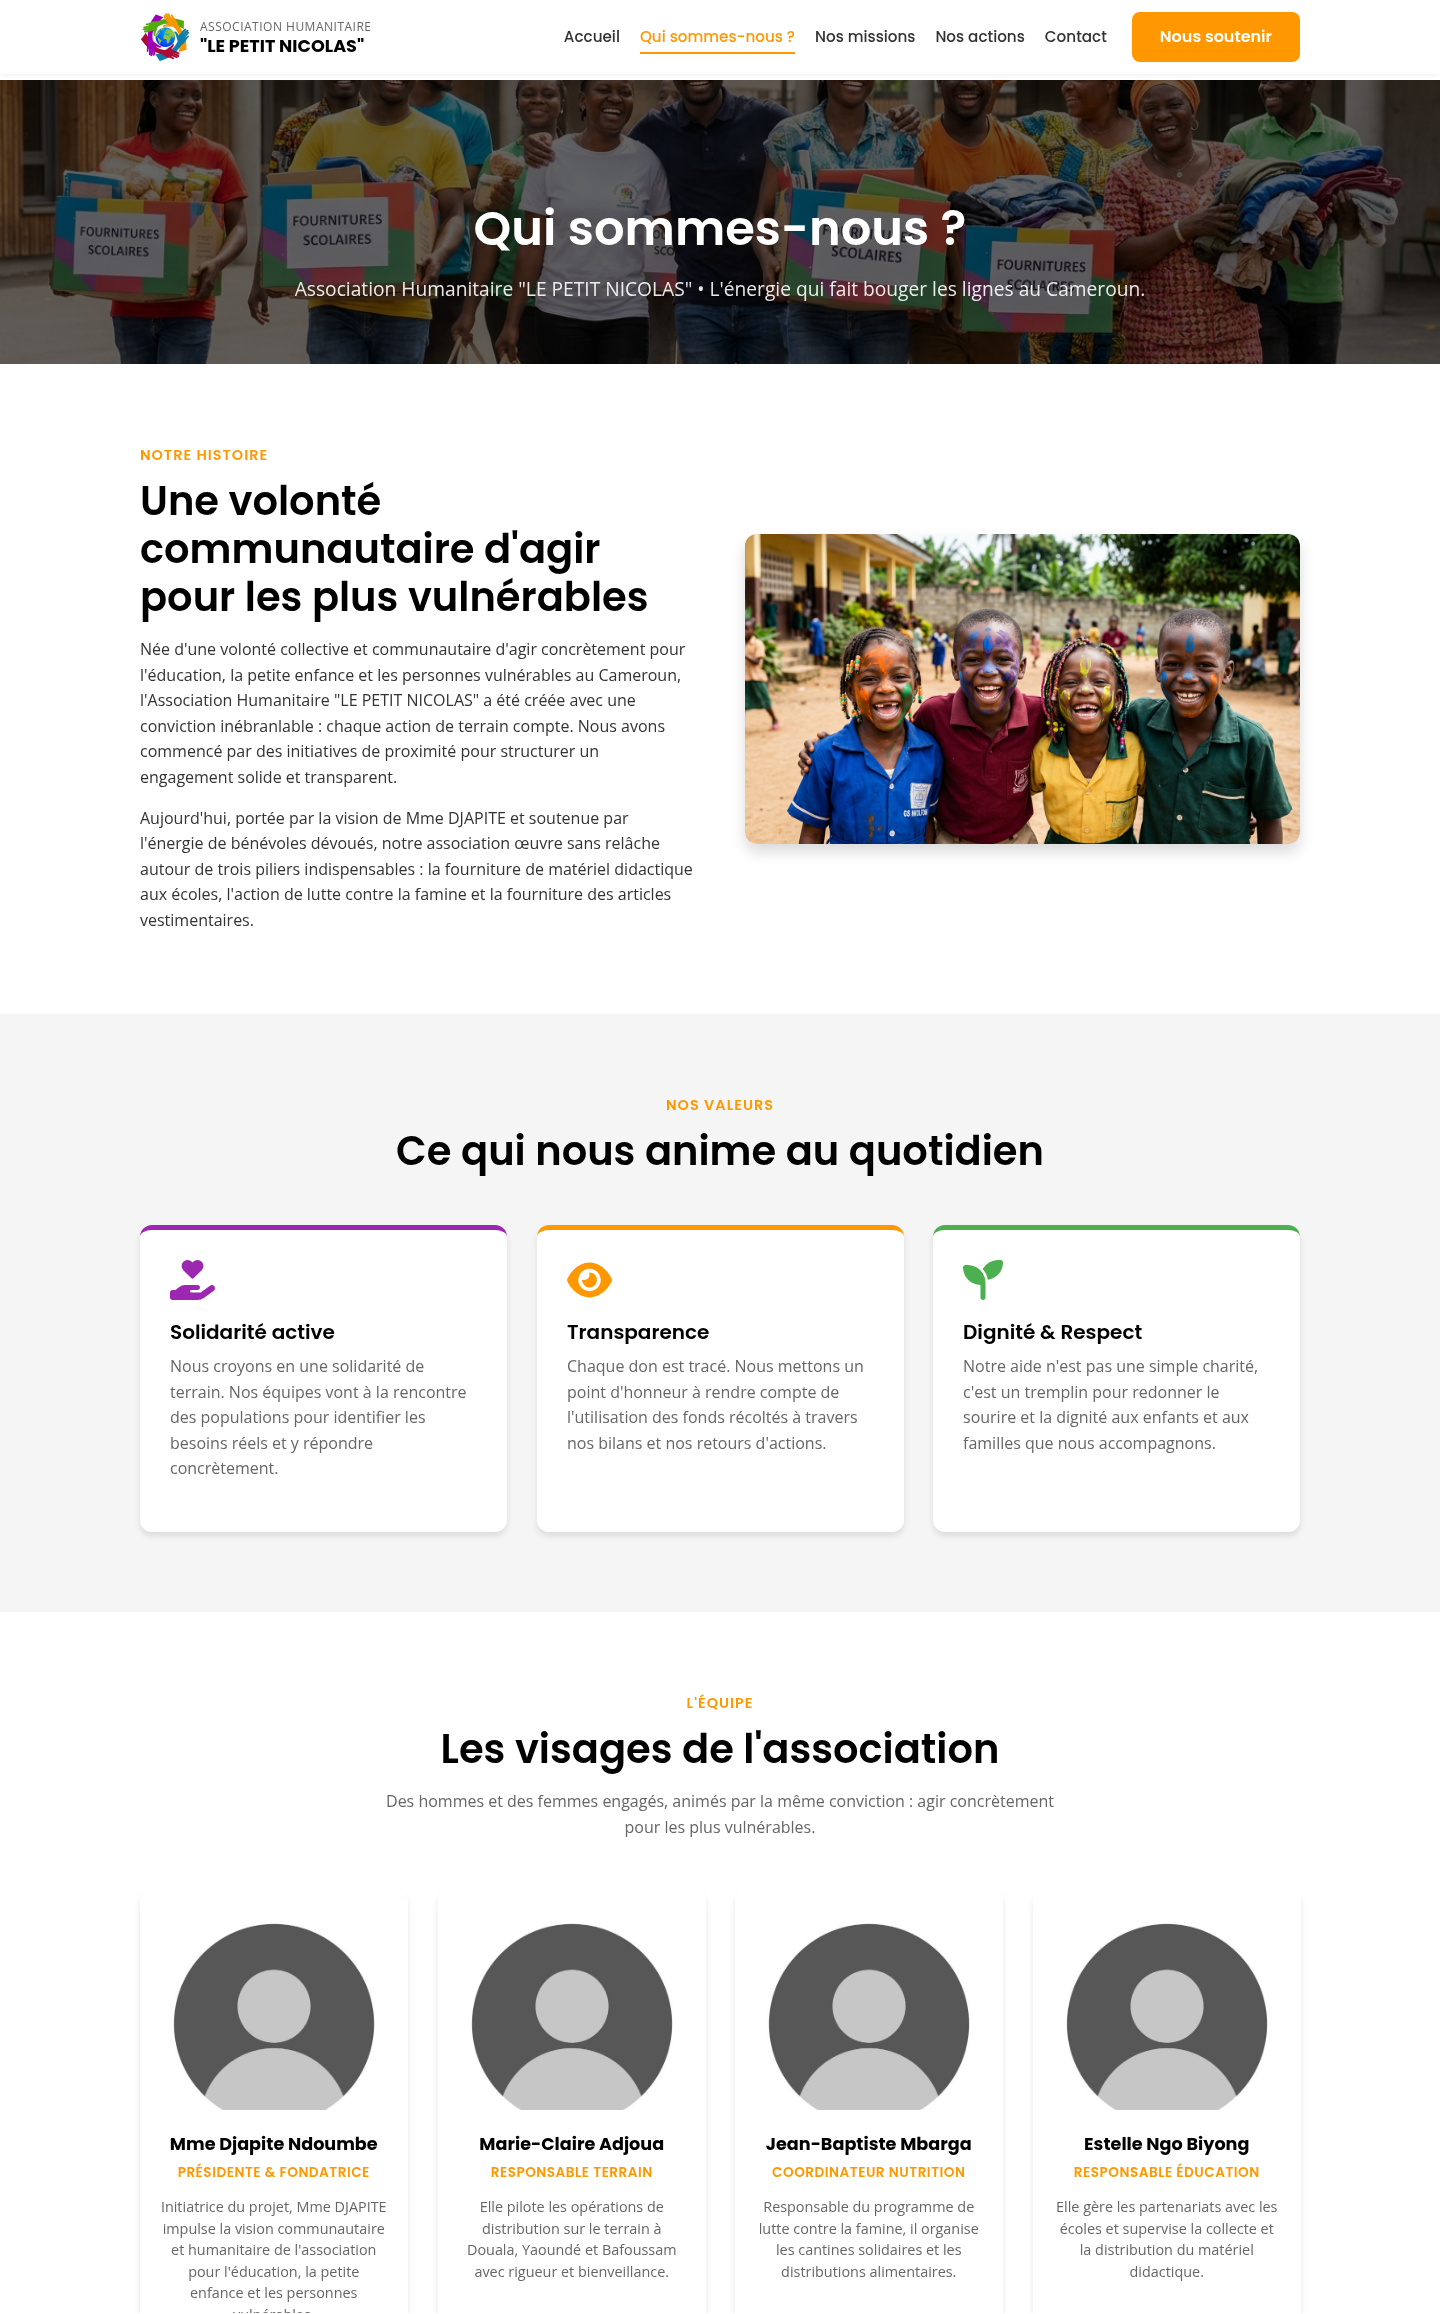 ASSOCIATION HUMANITAIRE
"LE PETIT NICOLAS"
Accueil
Qui sommes-nous ?
Nos missions
Nos actions
Contact
Nous soutenir
FOURNITURES
SCOLAIRES
FOURNITURES
SCOLAIRES
SCOLAIRES
FOURNITURES
Qui sommes-nous ?
Association Humanitaire "LE PETIT NICOLAS" • L'énergie qui fait bouger les lignes au Cameroun.
NOTRE HISTOIRE
Une volonté
communautaire d'agir
pour les plus vulnérables
Née d'une volonté collective et communautaire d'agir concrètement pour
l'éducation, la petite enfance et les personnes vulnérables au Cameroun,
l'Association Humanitaire "LE PETIT NICOLAS" a été créée avec une
conviction inébranlable : chaque action de terrain compte. Nous avons
commencé par des initiatives de proximité pour structurer un
engagement solide et transparent.
Aujourd'hui, portée par la vision de Mme DJAPITE et soutenue par
l'énergie de bénévoles dévoués, notre association œuvre sans relâche
autour de trois piliers indispensables : la fourniture de matériel didactique
aux écoles, l'action de lutte contre la famine et la fourniture des articles
vestimentaires.
NOS VALEURS
Ce qui nous anime au quotidien
Solidarité active
Nous croyons en une solidarité de
terrain. Nos équipes vont à la rencontre
des populations pour identifier les
besoins réels et y répondre
concrètement.
Transparence
Chaque don est tracé. Nous mettons un
point d'honneur à rendre compte de
l'utilisation des fonds récoltés à travers
nos bilans et nos retours d'actions.
Dignité & Respect
Notre aide n'est pas une simple charité,
c'est un tremplin pour redonner le
sourire et la dignité aux enfants et aux
familles que nous accompagnons.
L'ÉQUIPE
Les visages de l'association
Des hommes et des femmes engagés, animés par la même conviction : agir concrètement
pour les plus vulnérables.
Mme Djapite Ndoumbe
PRÉSIDENTE & FONDATRICE
Initiatrice du projet, Mme DJAPITE
impulse la vision communautaire
et humanitaire de l'association
pour l'éducation, la petite
enfance et les personnes
Marie-Claire Adjoua
RESPONSABLE TERRAIN
Elle pilote les opérations de
distribution sur le terrain à
Douala, Yaoundé et Bafoussam
avec rigueur et bienveillance.
Jean-Baptiste Mbarga
COORDINATEUR NUTRITION
Responsable du programme de
lutte contre la famine, il organise
les cantines solidaires et les
distributions alimentaires.
Estelle Ngo Biyong
RESPONSABLE ÉDUCATION
Elle gère les partenariats avec les
écoles et supervise la collecte et
la distribution du matériel
didactique.